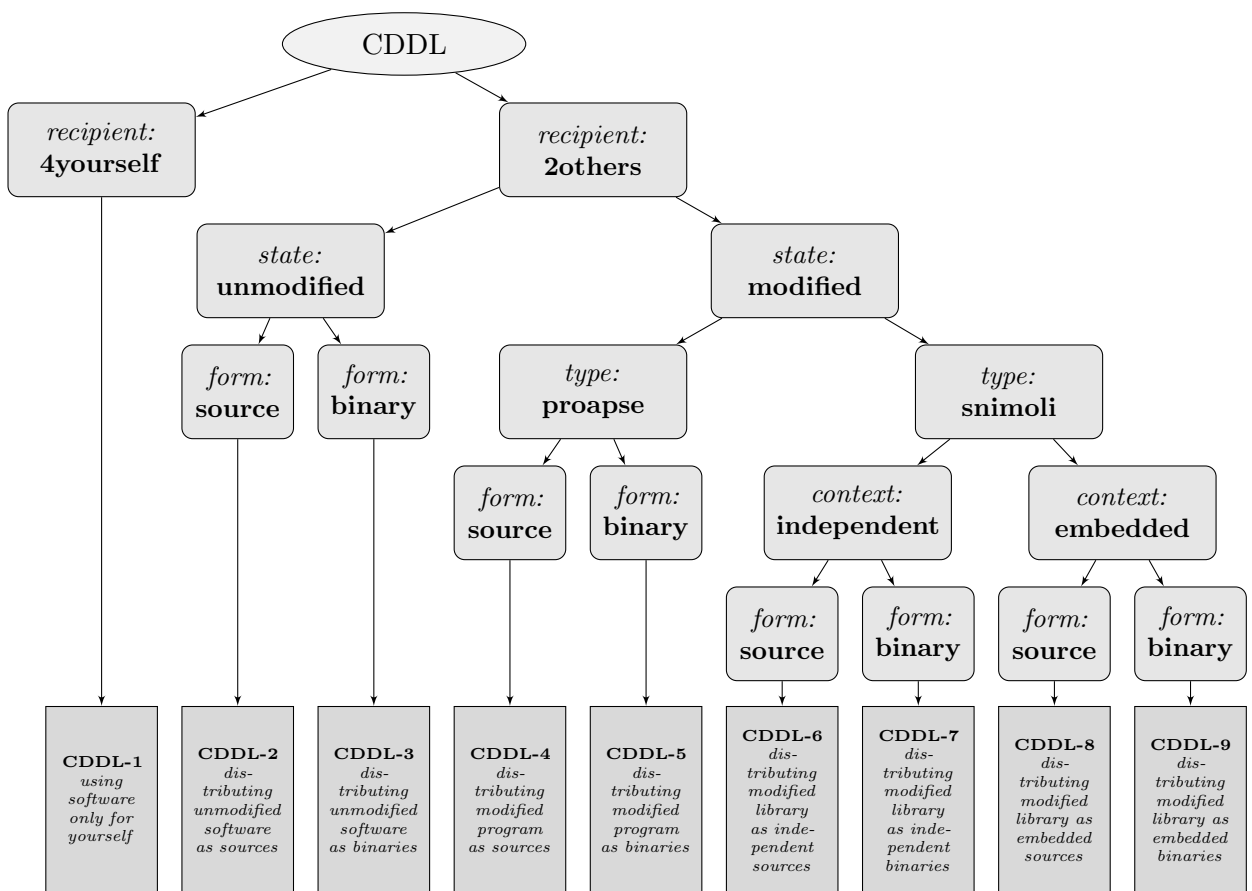 CDDL
recipient:
4yourself
recipient:
2others
state:
unmodified
state:
modified
form:
source
form:
binary
type:
proapse
type:
snimoli
form:
source
form:
binary
context:
independent
context:
embedded
form:
source
form:
binary
form:
source
form:
binary
CDDL-1
using
software
only for
yourself
CDDL-2
dis-
tributing
unmodified
software
as sources
CDDL-3
dis-
tributing
unmodified
software
as binaries
CDDL-4
dis-
tributing
modified
program
as sources
CDDL-5
dis-
tributing
modified
program
as binaries
CDDL-6
dis-
tributing
modified
library
as inde-
pendent
sources
CDDL-7
dis-
tributing
modified
library
as inde-
pendent
binaries
CDDL-8
dis-
tributing
modified
library as
embedded
sources
CDDL-9
dis-
tributing
modified
library as
embedded
binaries